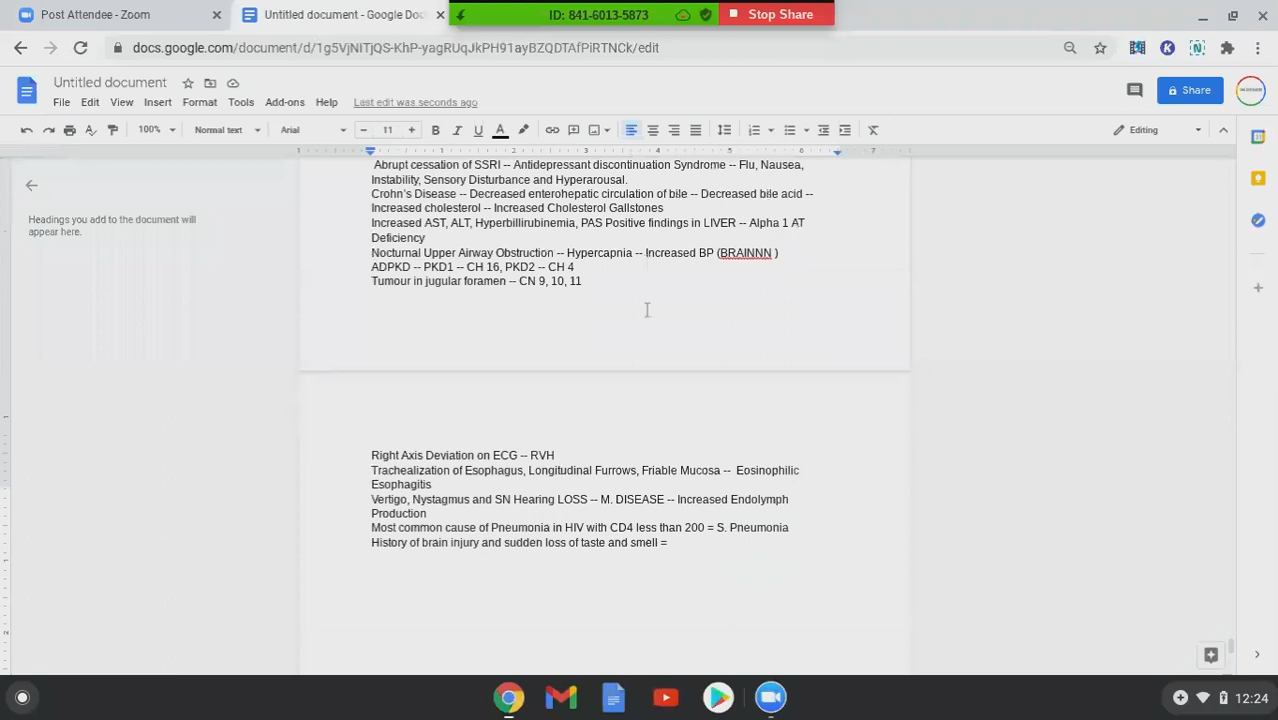 Post Attendee - Zoom
Untitled document - Google Doc
ID: 841-6013-5873
Stop Share
docs.google.com/document/d/1g5VjNITjQS-KhP-yagRUqJkPH91ayBZQDTAfPiRTNCk/edit
Untitled document
File Edit View Insert Format Tools Add-ons Help Last edit was seconds ago
Share
100% Normal text Arial 11 Editing
1 1 2 3 4 5 6 7
Headings you add to the document will
appear here.
Abrupt cessation of SSRI -- Antidepressant discontinuation Syndrome -- Flu, Nausea,
Instability, Sensory Disturbance and Hyperarousal.
Crohn's Disease -- Decreased enterohepatic circulation of bile -- Decreased bile acid --
Increased cholesterol -- Increased Cholesterol Gallstones
Increased AST, ALT, Hyperbillirubinemia, PAS Positive findings in LIVER -- Alpha 1 AT
Deficiency
Nocturnal Upper Airway Obstruction -- Hypercapnia -- Increased BP (BRAINNN )
ADPKD -- PKD1 -- CH 16, PKD2 -- CH 4
Tumour in jugular foramen -- CN 9, 10, 11
Right Axis Deviation on ECG -- RVH
Trachealization of Esophagus, Longitudinal Furrows, Friable Mucosa -- Eosinophilic
Esophagitis
Vertigo, Nystagmus and SN Hearing LOSS -- M. DISEASE -- Increased Endolymph
Production
Most common cause of Pneumonia in HIV with CD4 less than 200 = S. Pneumonia
History of brain injury and sudden loss of taste and smell =
12:24